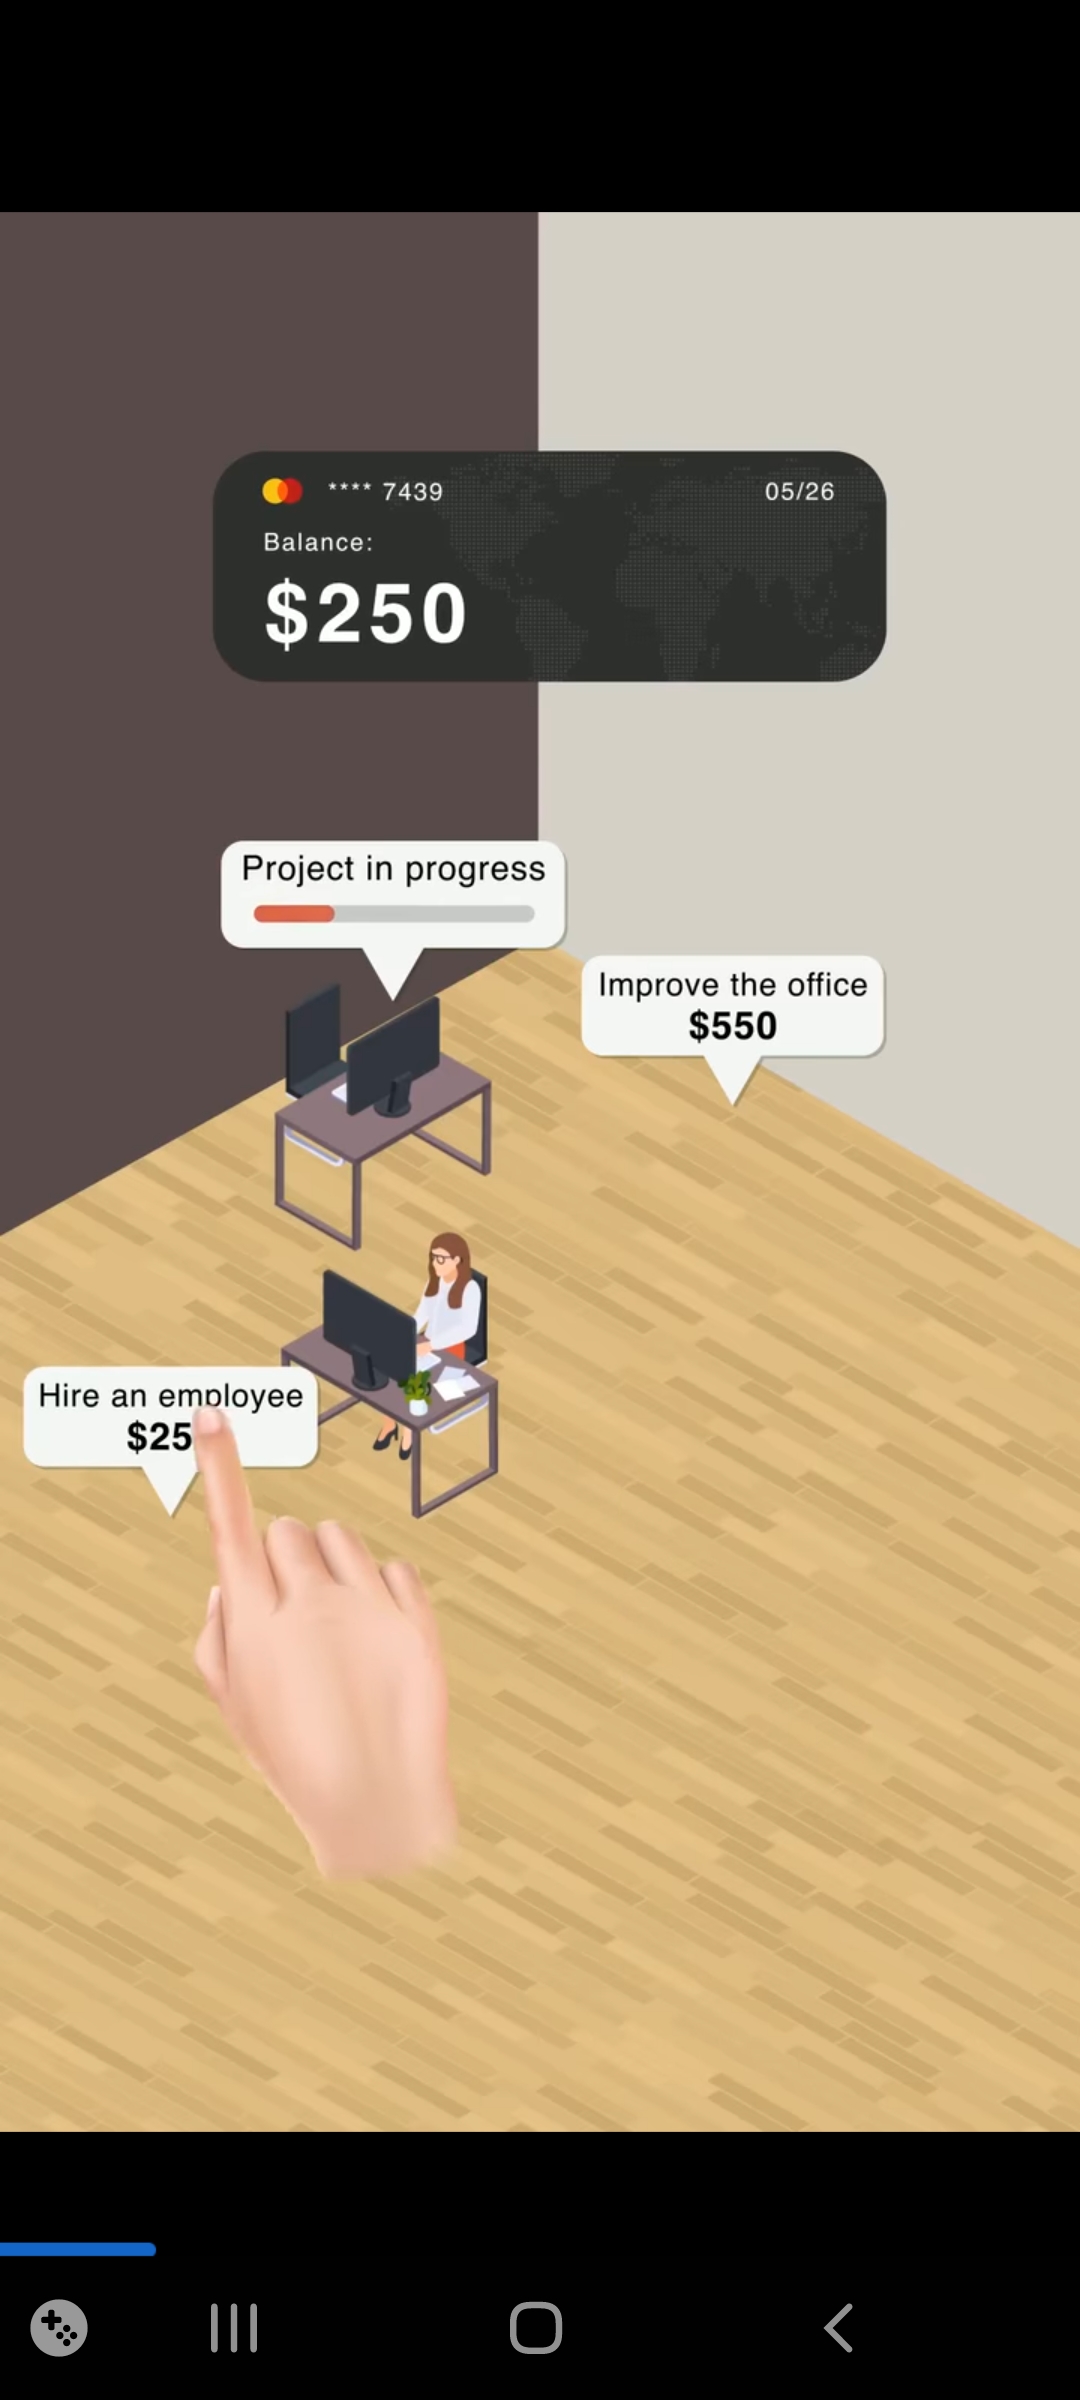 **** 7439
05/26
Balance:
$250
Project in progress
Improve the office
$550
Hire an employee
$25